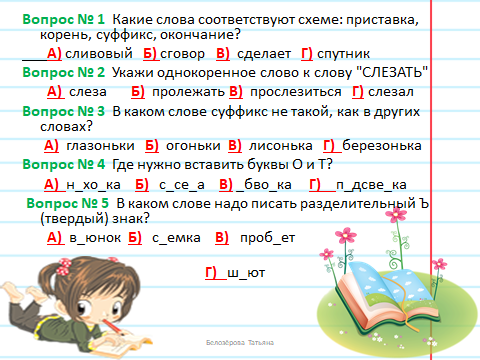 Вопрос № 1 Какие слова соответствуют схеме: приставка,
корень, суффикс, окончание?
____А) сливовый Б) сговор В) сделает Г) спутник
Вопрос № 2 Укажи однокоренное слово к слову "СЛЕЗАТЬ"
А) слеза Б) пролежать В) прослезиться Г) слезал
Вопрос № 3 В каком слове суффикс не такой, как в других
словах?
А) глазоньки Б) огоньки В) лисонька Г) березонька
Вопрос № 4 Где нужно вставить буквы О и Т?
А) н_хо_ка Б) с_се_а В) _бво_ка Г) п_дсве_ка
Вопрос № 5 В каком слове надо писать разделительный Ъ
(твердый) знак?
А) в_юнок Б) с_емка В) проб_ет
Г) ш_ют
Белозёрова Татьяна